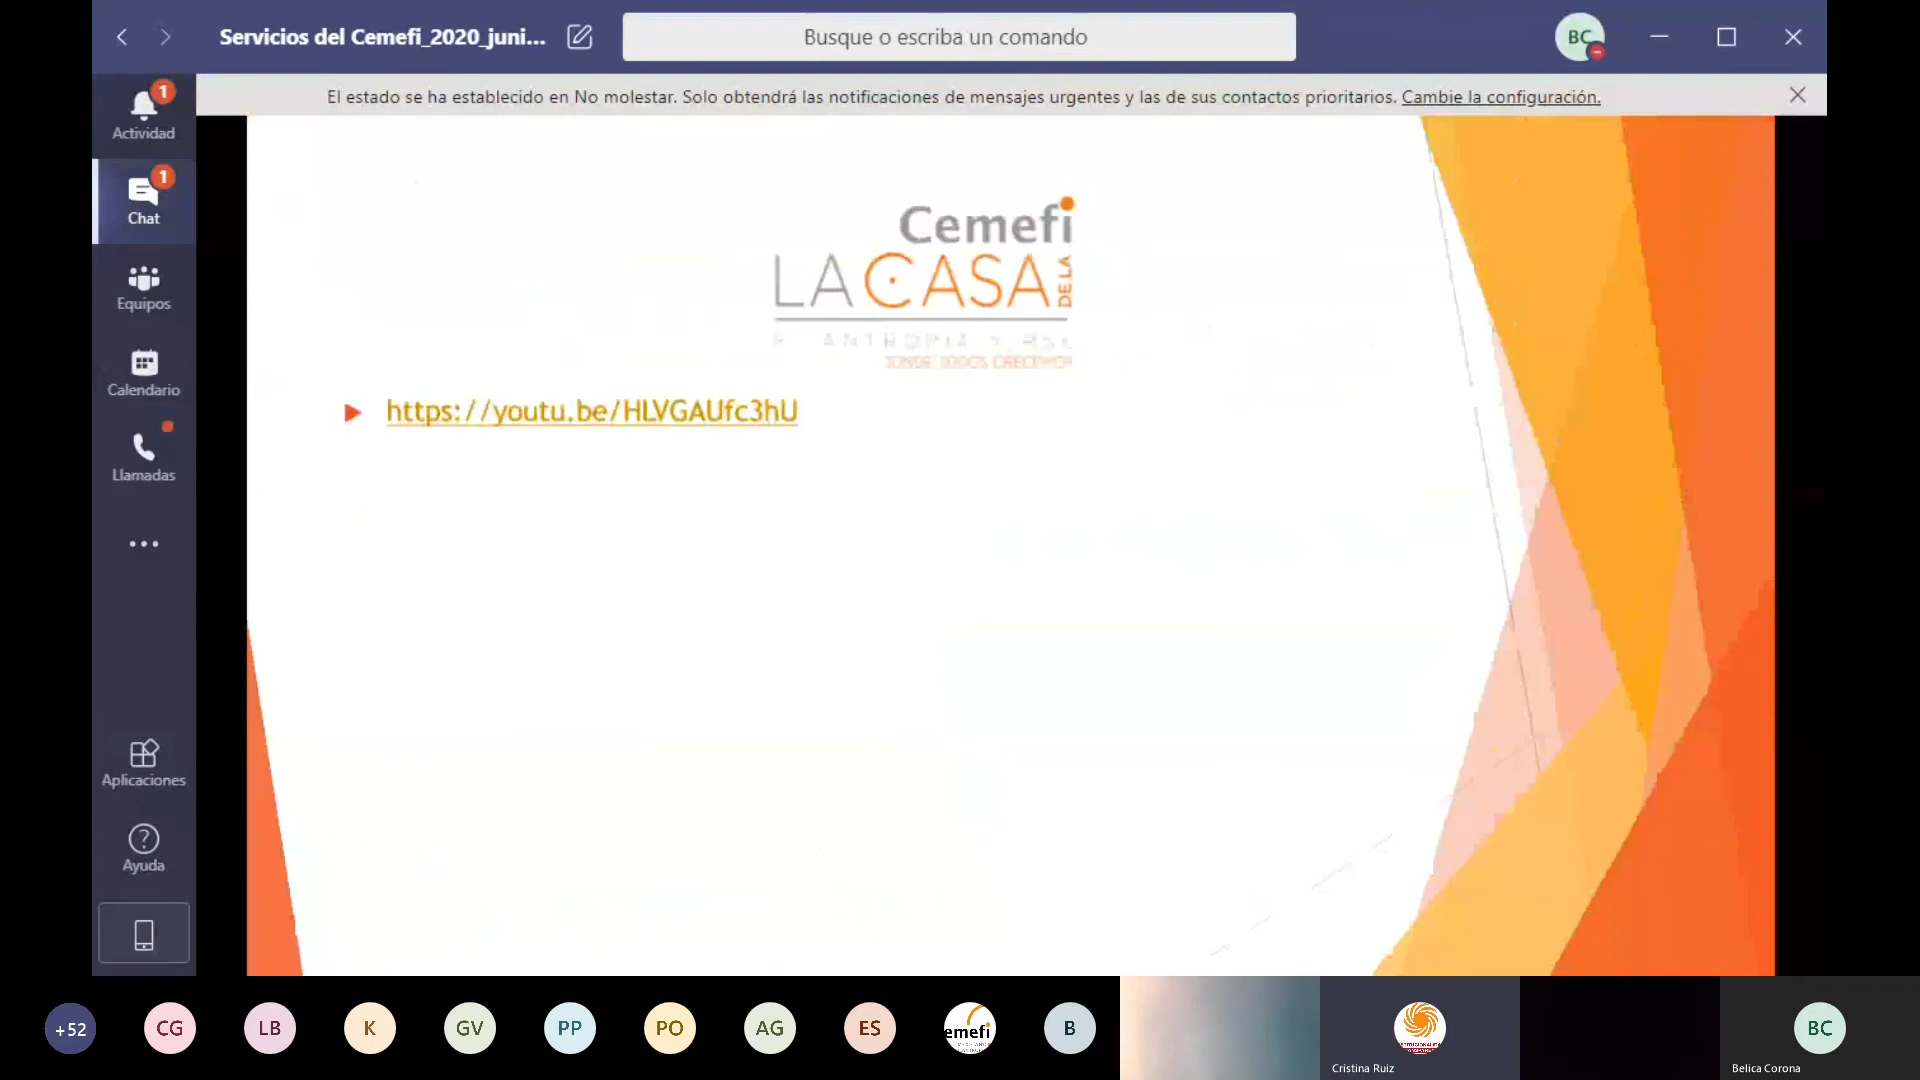 Servicios del Cemefi_2020_juni...
Busque o escriba un comando
BC
El estado se ha establecido en No molestar. Solo obtendrá las notificaciones de mensajes urgentes y las de sus contactos prioritarios. Cambie la configuración.
1
Actividad
1
Chat
Equipos
Calendario
Llamadas
Aplicaciones
Ayuda
Cemefi
LA CASA DE LA
https://youtu.be/HLVGAUfc3hU
+52
CG
LB
K
GV
PP
PO
AG
ES
emefi
B
Cristina Ruiz
BC
Belica Corona